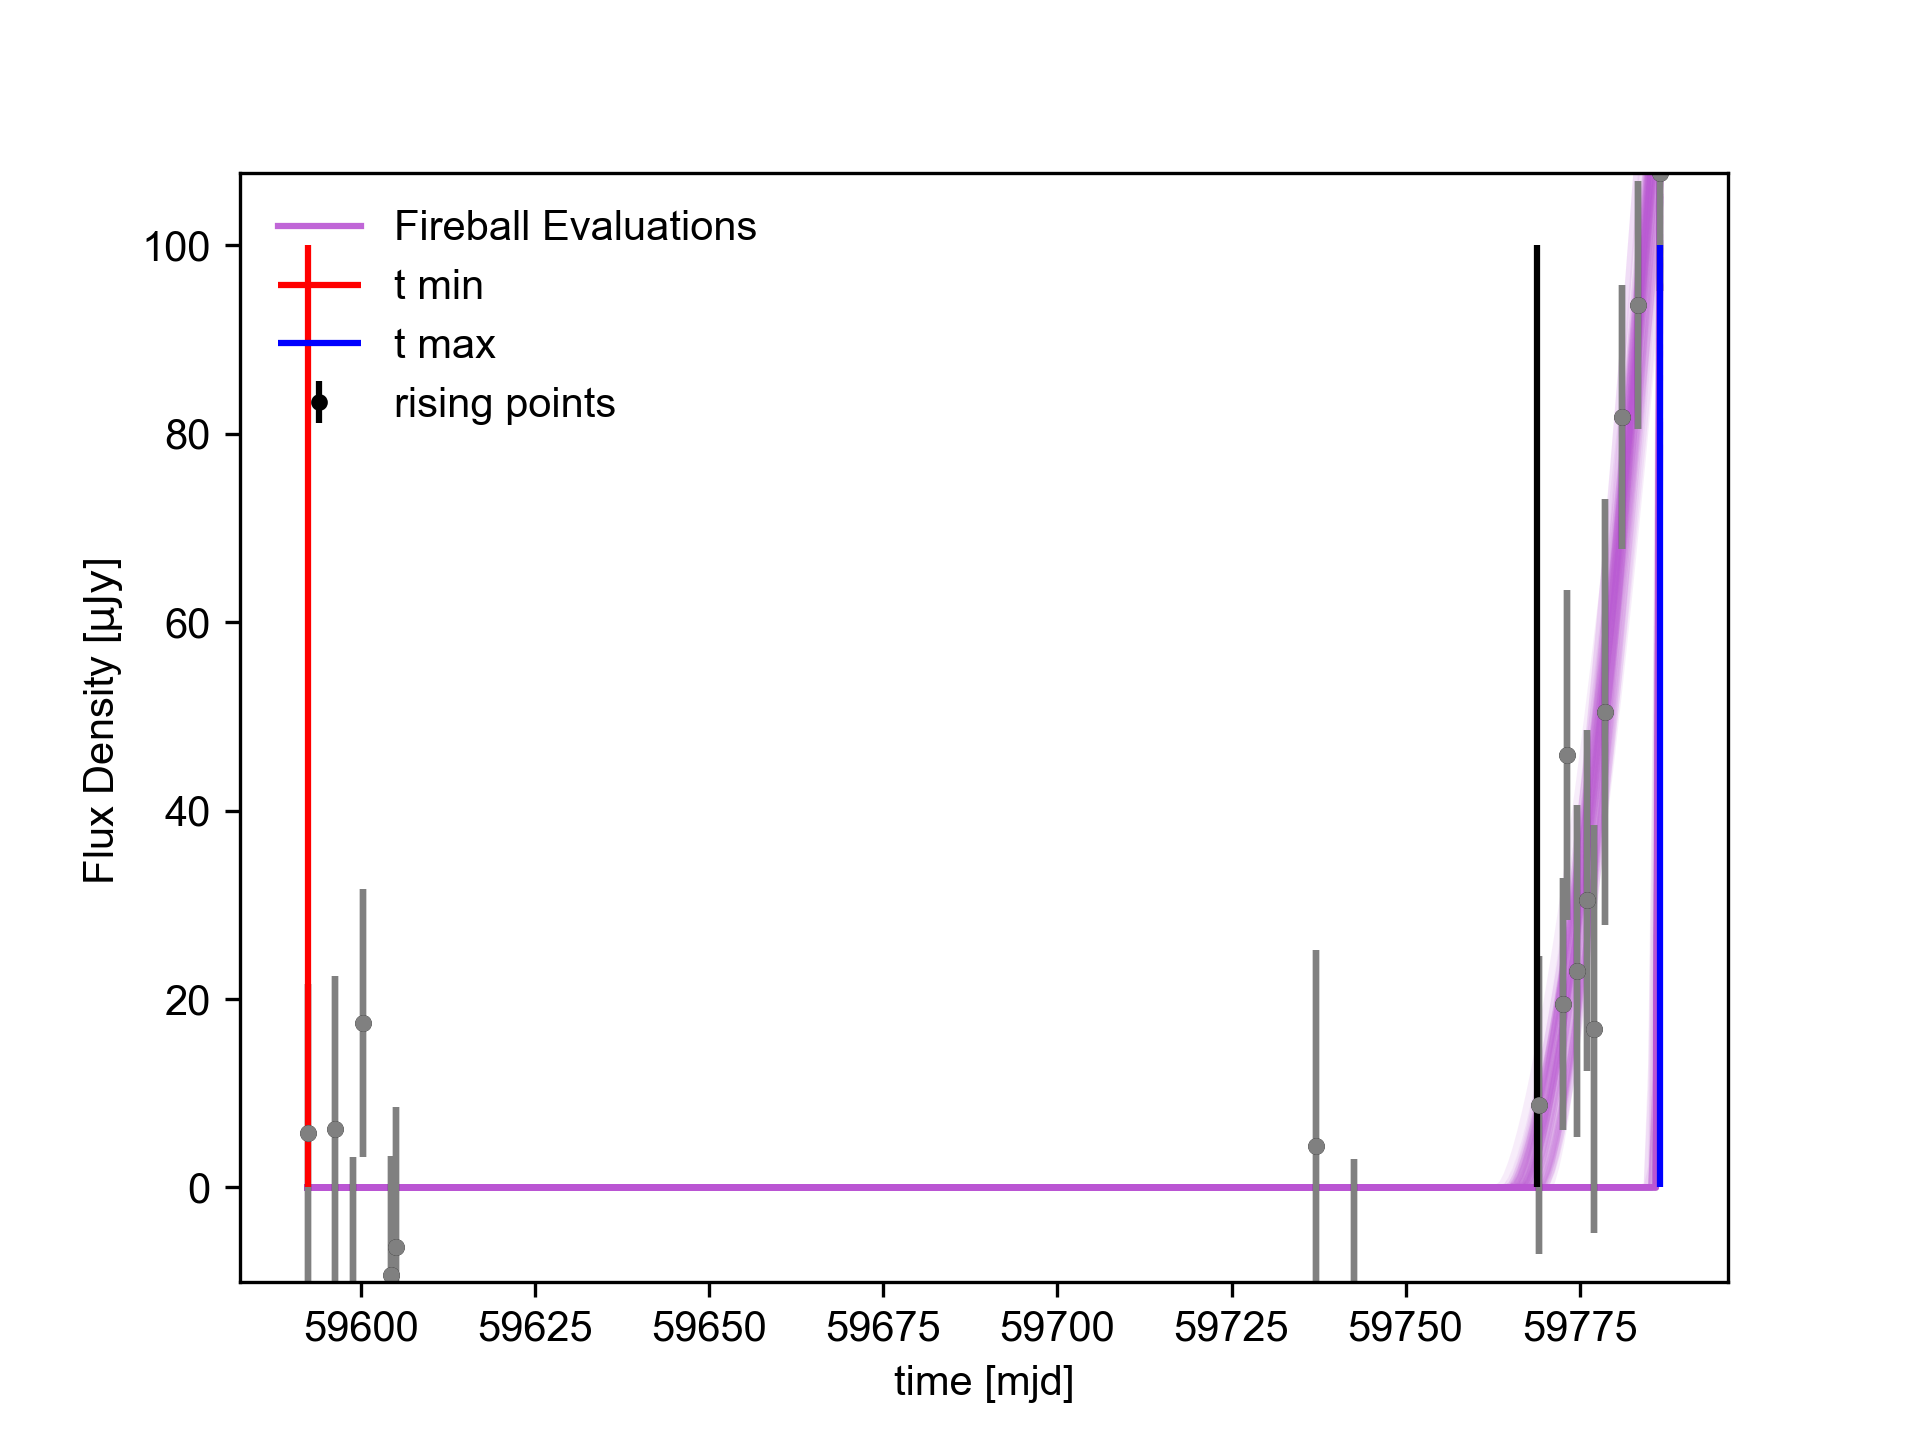 Fireball Evaluations
t min
t max
rising points
100
80
60
40
20
0
Flux Density [µJy]
59600 59625 59650 59675 59700 59725 59750 59775
time [mjd]